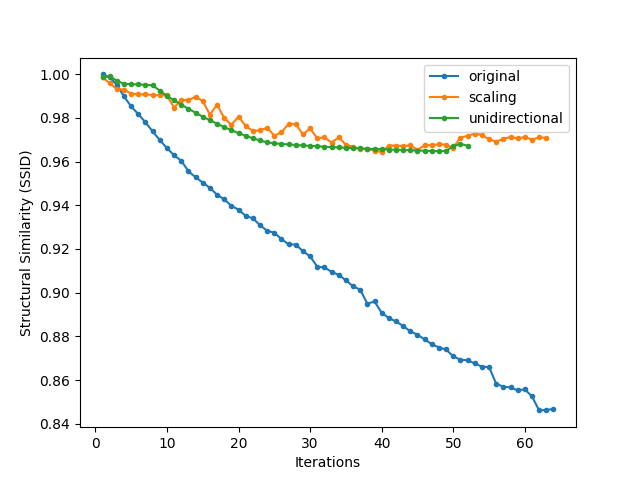 original
scaling
unidirectional
1.00
0.98
0.96
0.94
0.92
0.90
0.88
0.86
0.84
Structural Similarity (SSID)
0 10 20 30 40 50 60
Iterations